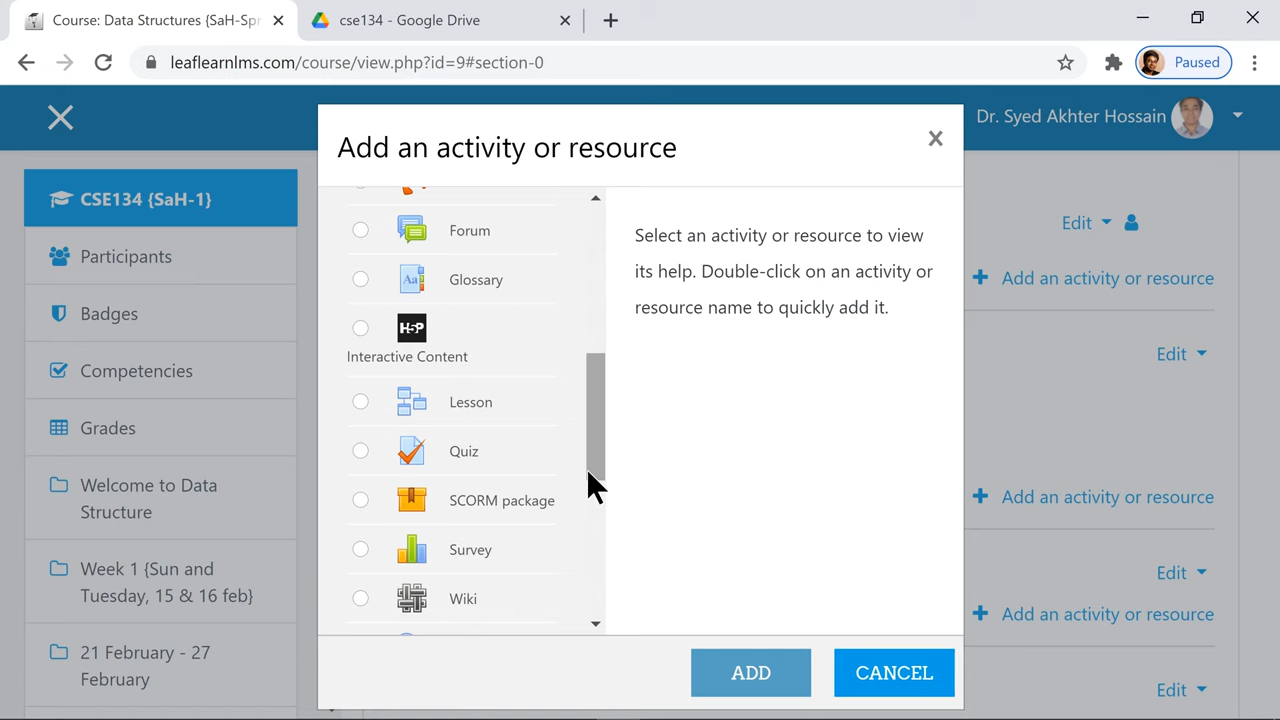 Course: Data Structures {SaH-Spr
cse134 - Google Drive
leaflearnlms.com/course/view.php?id=9#section-0
Paused
Dr. Syed Akhter Hossain
CSE134 {SaH-1}
Participants
Badges
Competencies
Grades
Welcome to Data
Structure
Week 1 {Sun and
Tuesday, 15 & 16 feb}
21 February - 27
February
Add an activity or resource
Forum
Aa
Glossary
H5P
Interactive Content
Lesson
Quiz
SCORM package
Survey
Wiki
Select an activity or resource to view
its help. Double-click on an activity or
resource name to quickly add it.
ADD
CANCEL
Edit
Add an activity or resource
Edit
Add an activity or resource
Edit
Add an activity or resource
Edit